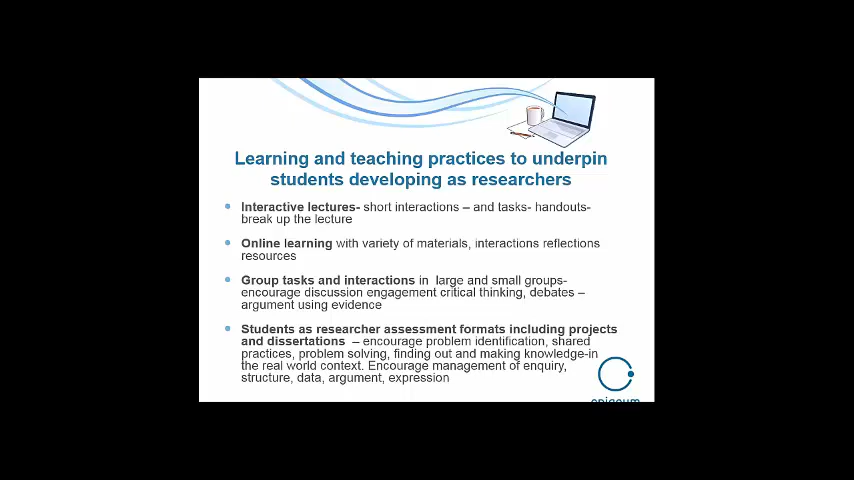 Learning and teaching practices to underpin
students developing as researchers
Interactive lectures- short interactions – and tasks- handouts-
break up the lecture
Online learning with variety of materials, interactions reflections
resources
Group tasks and interactions in large and small groups-
encourage discussion engagement critical thinking, debates –
argument using evidence
Students as researcher assessment formats including projects
and dissertations – encourage problem identification, shared
practices, problem solving, finding out and making knowledge-in
the real world context. Encourage management of enquiry,
structure, data, argument, expression
epigeum